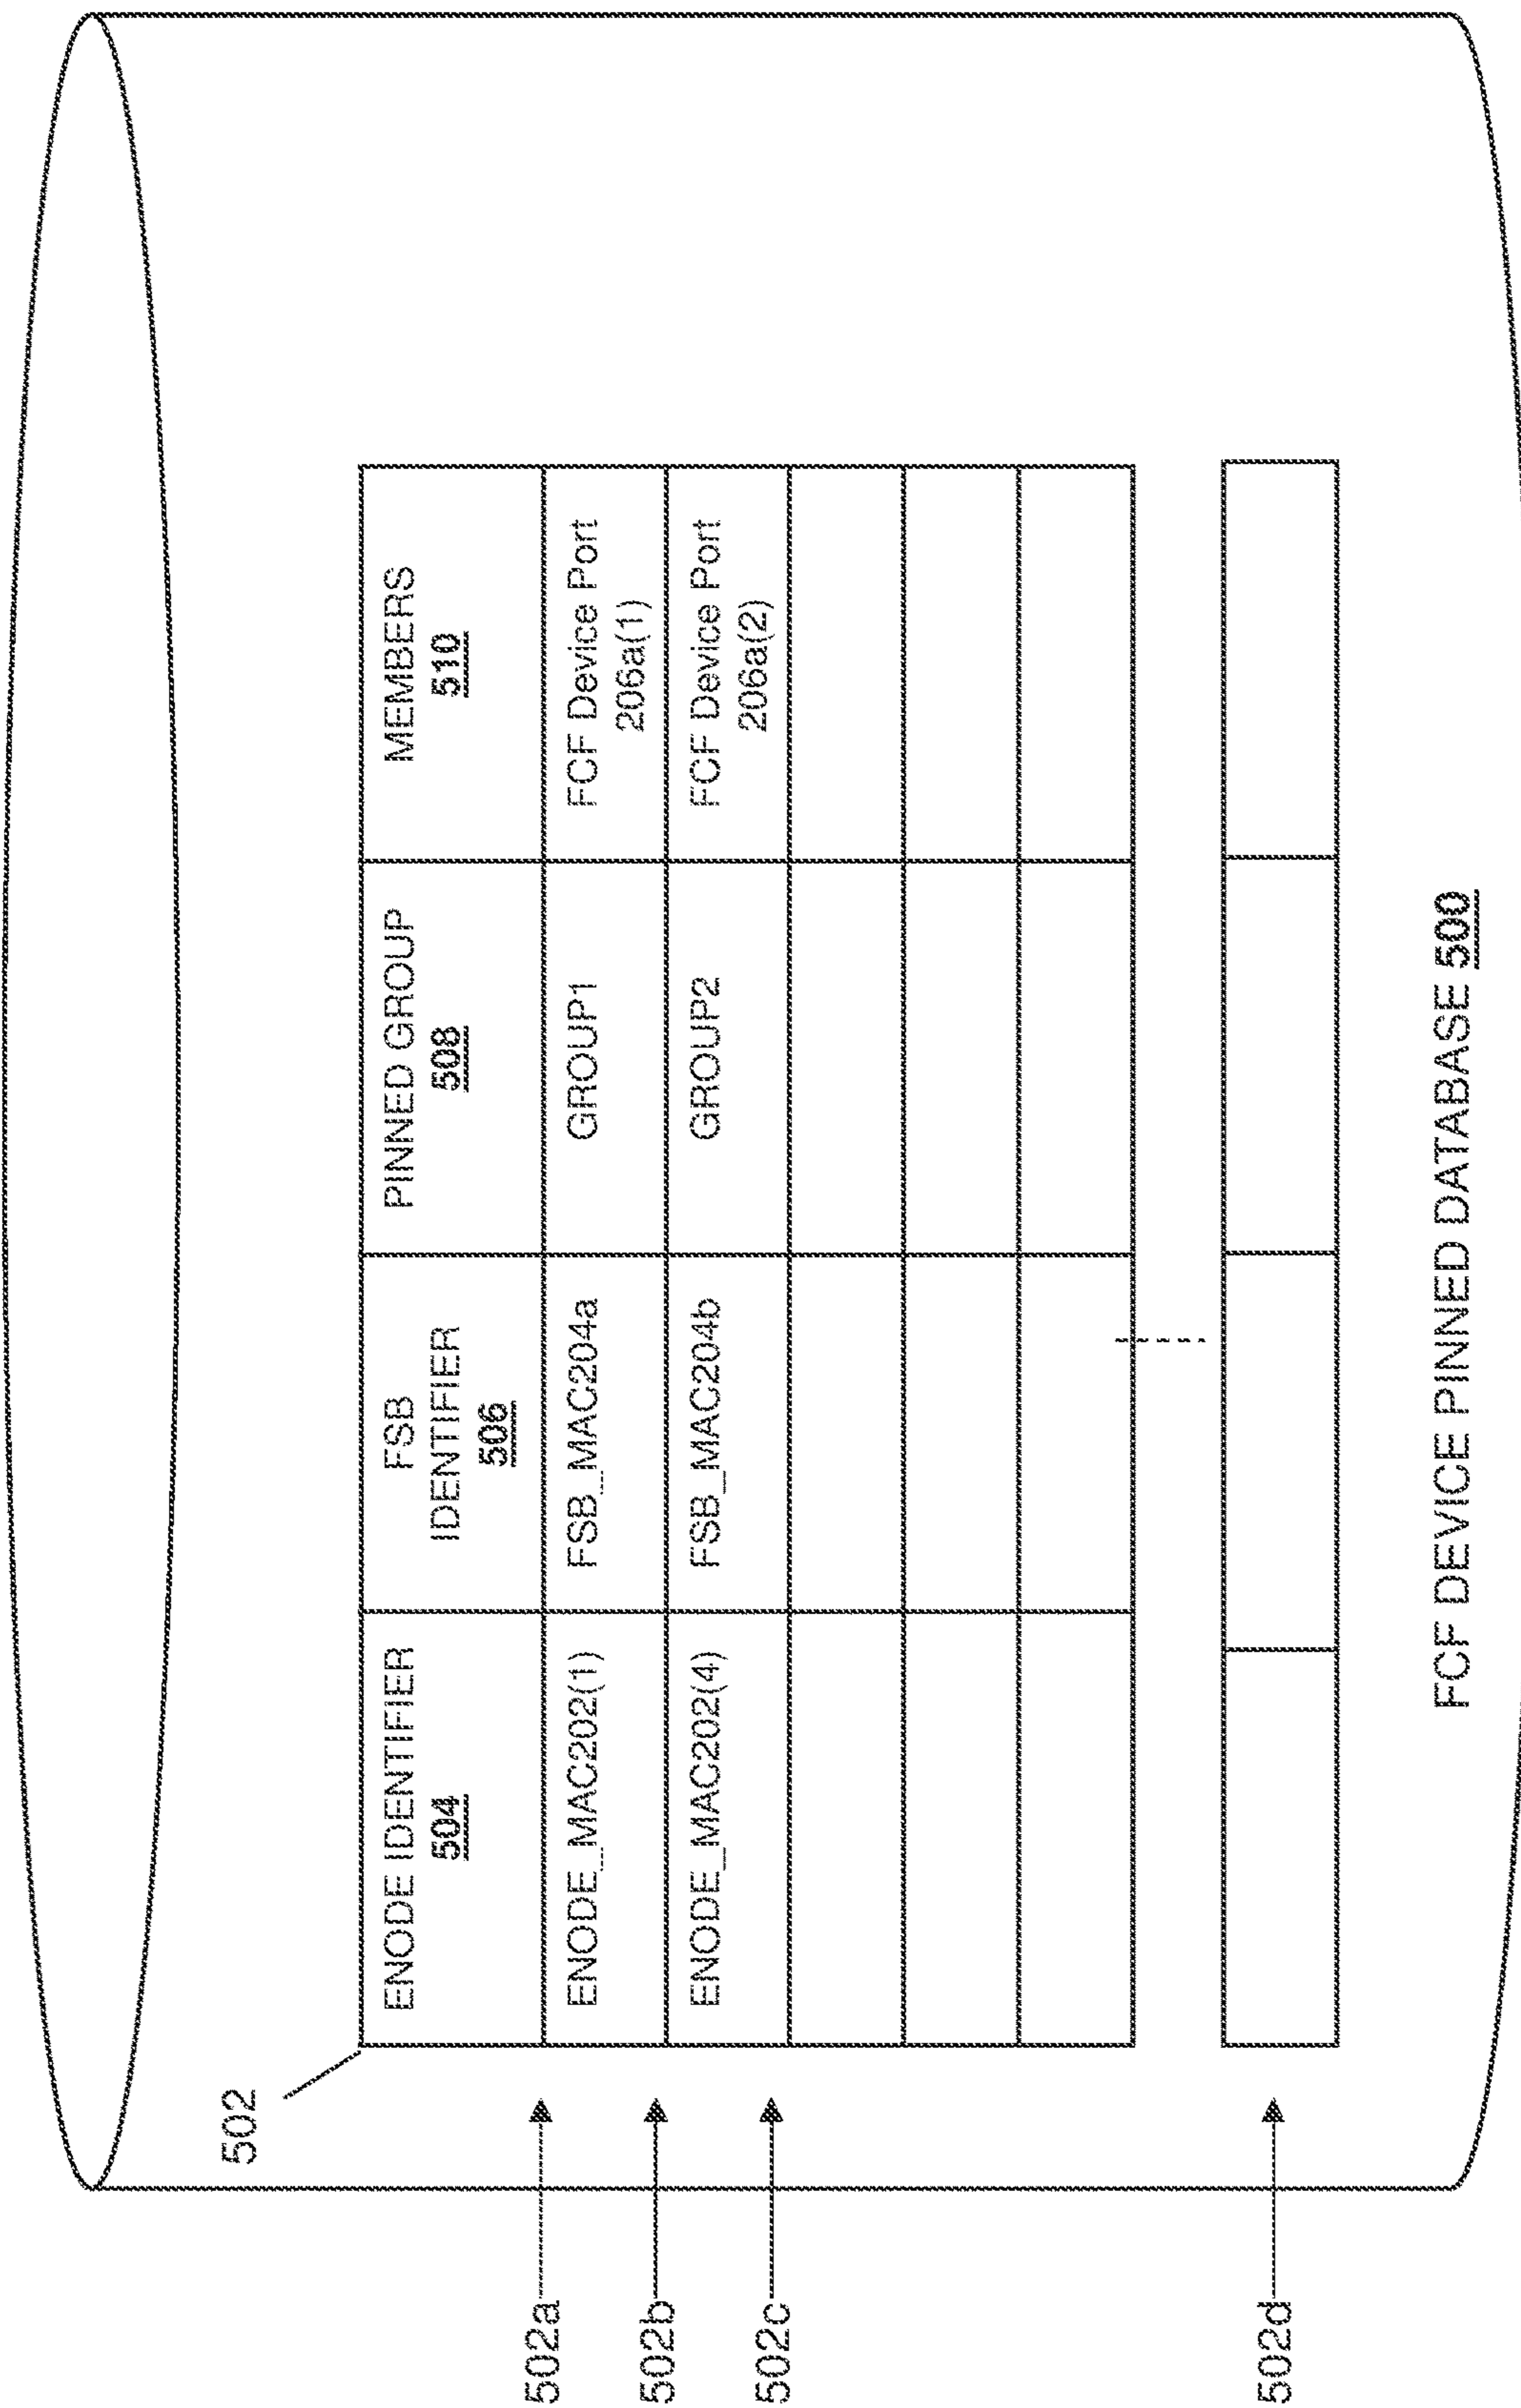 502
ENODE IDENTIFIER
504
FSB
IDENTIFIER
506
PINNED GROUP
508
MEMBERS
510
502a
ENODE_MAC202(1)
FSB_MAC204a
GROUP1
FCF Device Port
206a(1)
502b
ENODE_MAC202(4)
FSB_MAC204b
GROUP2
FCF Device Port
206a(2)
502c
502d
FCF DEVICE PINNED DATABASE 500